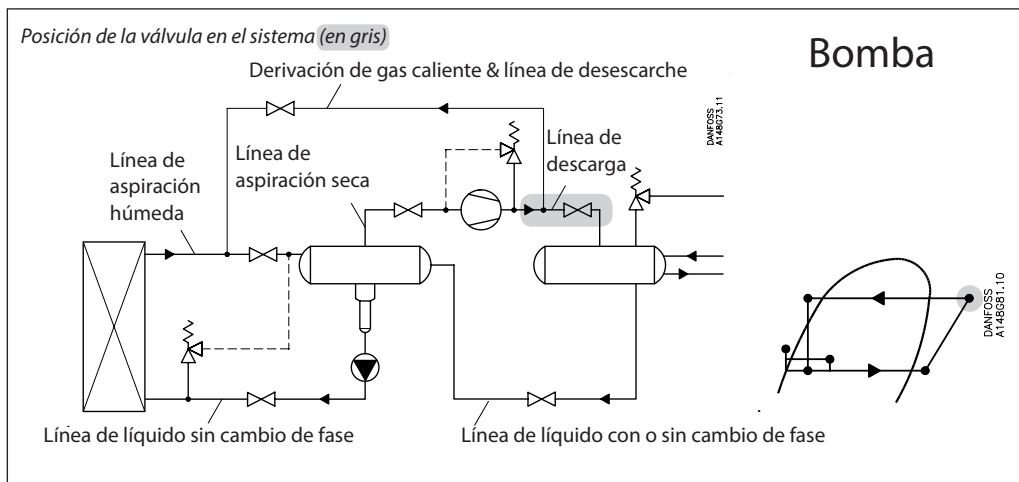 Posición de la válvula en el sistema (en gris)
Bomba
Derivación de gas caliente & línea de desescarche
DANFOSS
A148G73.11
Línea de
descarga
Línea de
aspiración
húmeda
Línea de
aspiración seca
DANFOSS
A148G81.10
Línea de líquido sin cambio de fase
Línea de líquido con o sin cambio de fase